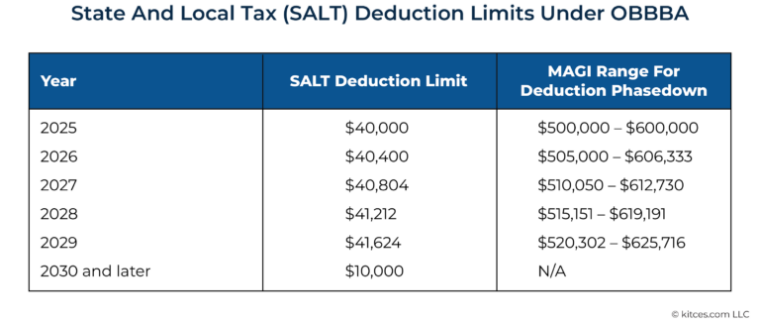 State And Local Tax (SALT) Deduction Limits Under OBBBA
Year SALT Deduction Limit MAGI Range For Deduction Phasedown
2025 $40,000 $500,000 – $600,000
2026 $40,400 $505,000 – $606,333
2027 $40,804 $510,050 – $612,730
2028 $41,212 $515,151 – $619,191
2029 $41,624 $520,302 – $625,716
2030 and later $10,000 N/A
© kitces.com LLC